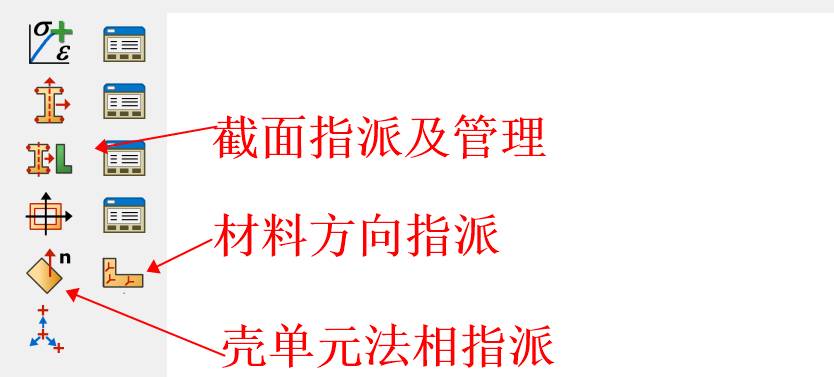 σ
ε
截面指派及管理
材料方向指派
n
壳单元法相指派